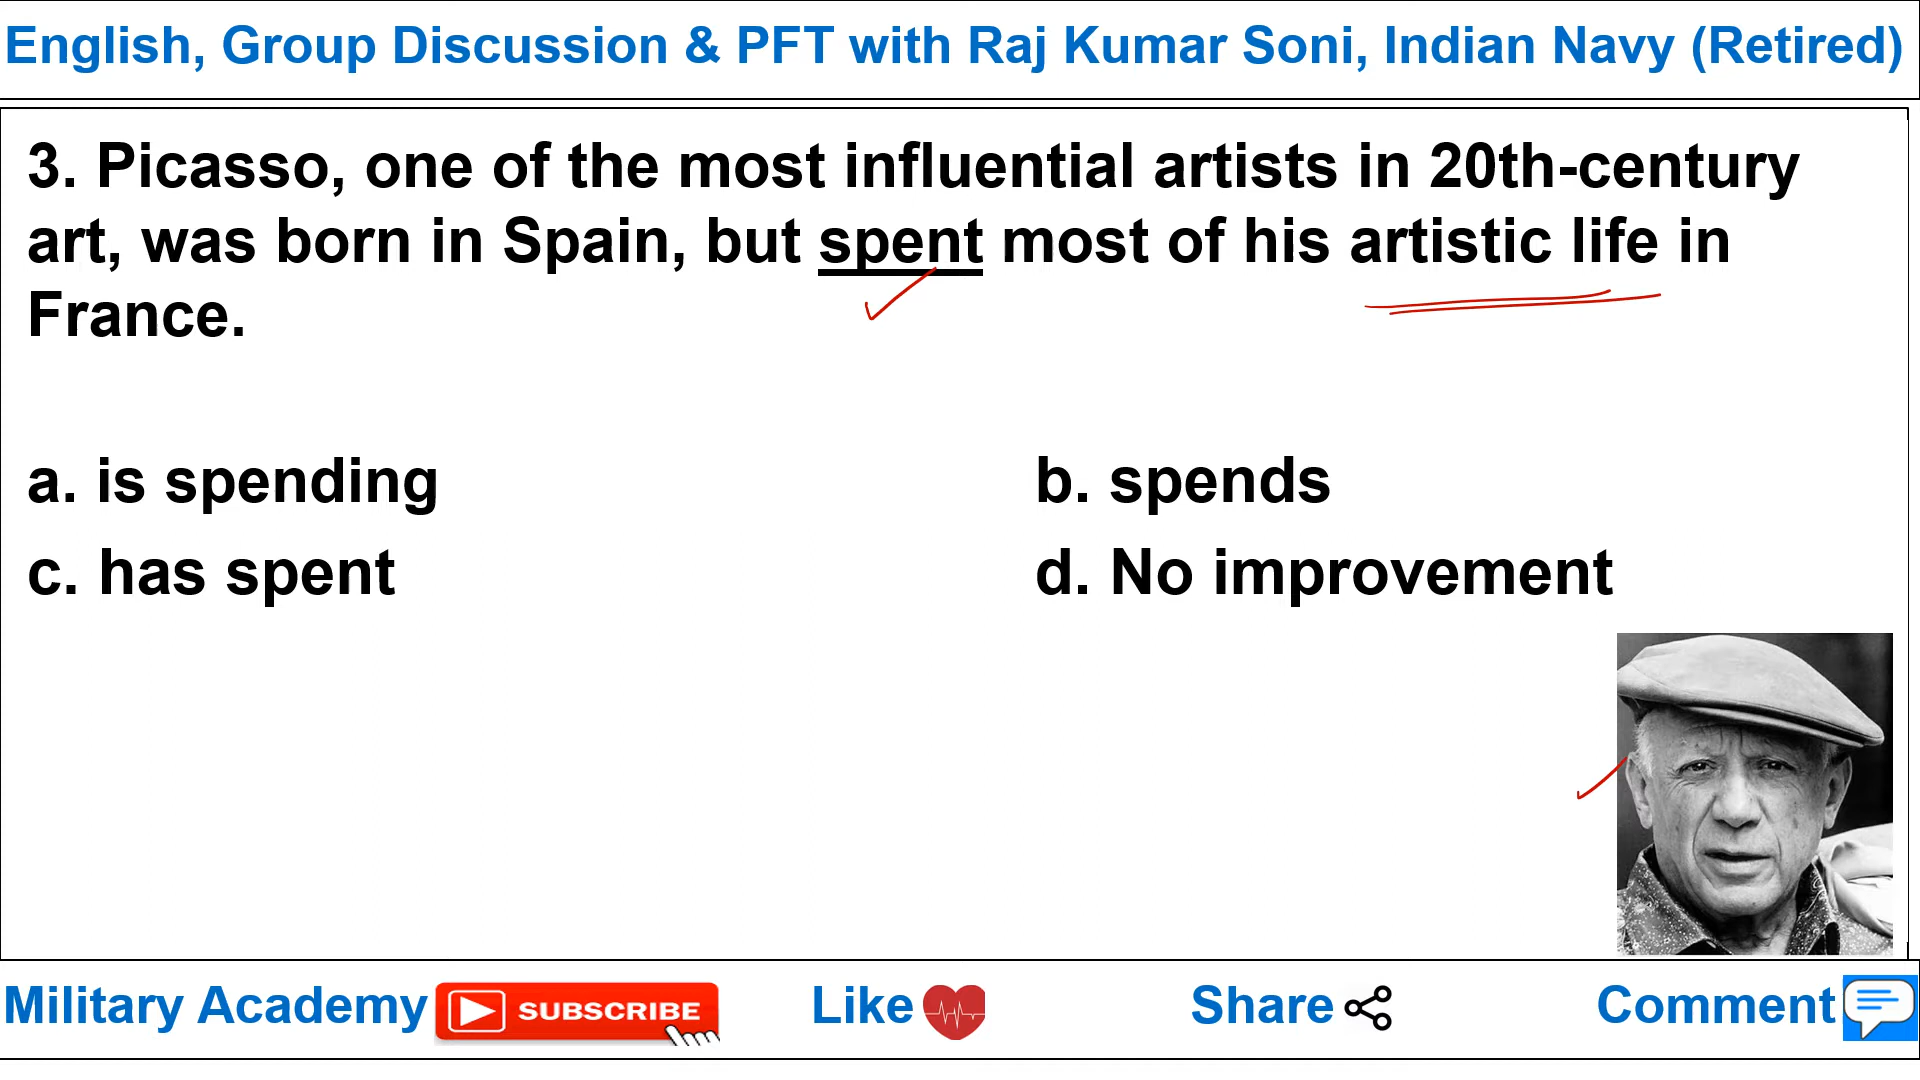 English, Group Discussion & PFT with Raj Kumar Soni, Indian Navy (Retired)
3. Picasso, one of the most influential artists in 20th-century
art, was born in Spain, but spent most of his artistic life in
France.
a. is spending
b. spends
c. has spent
d. No improvement
Military Academy SUBSCRIBE Like Share Comment